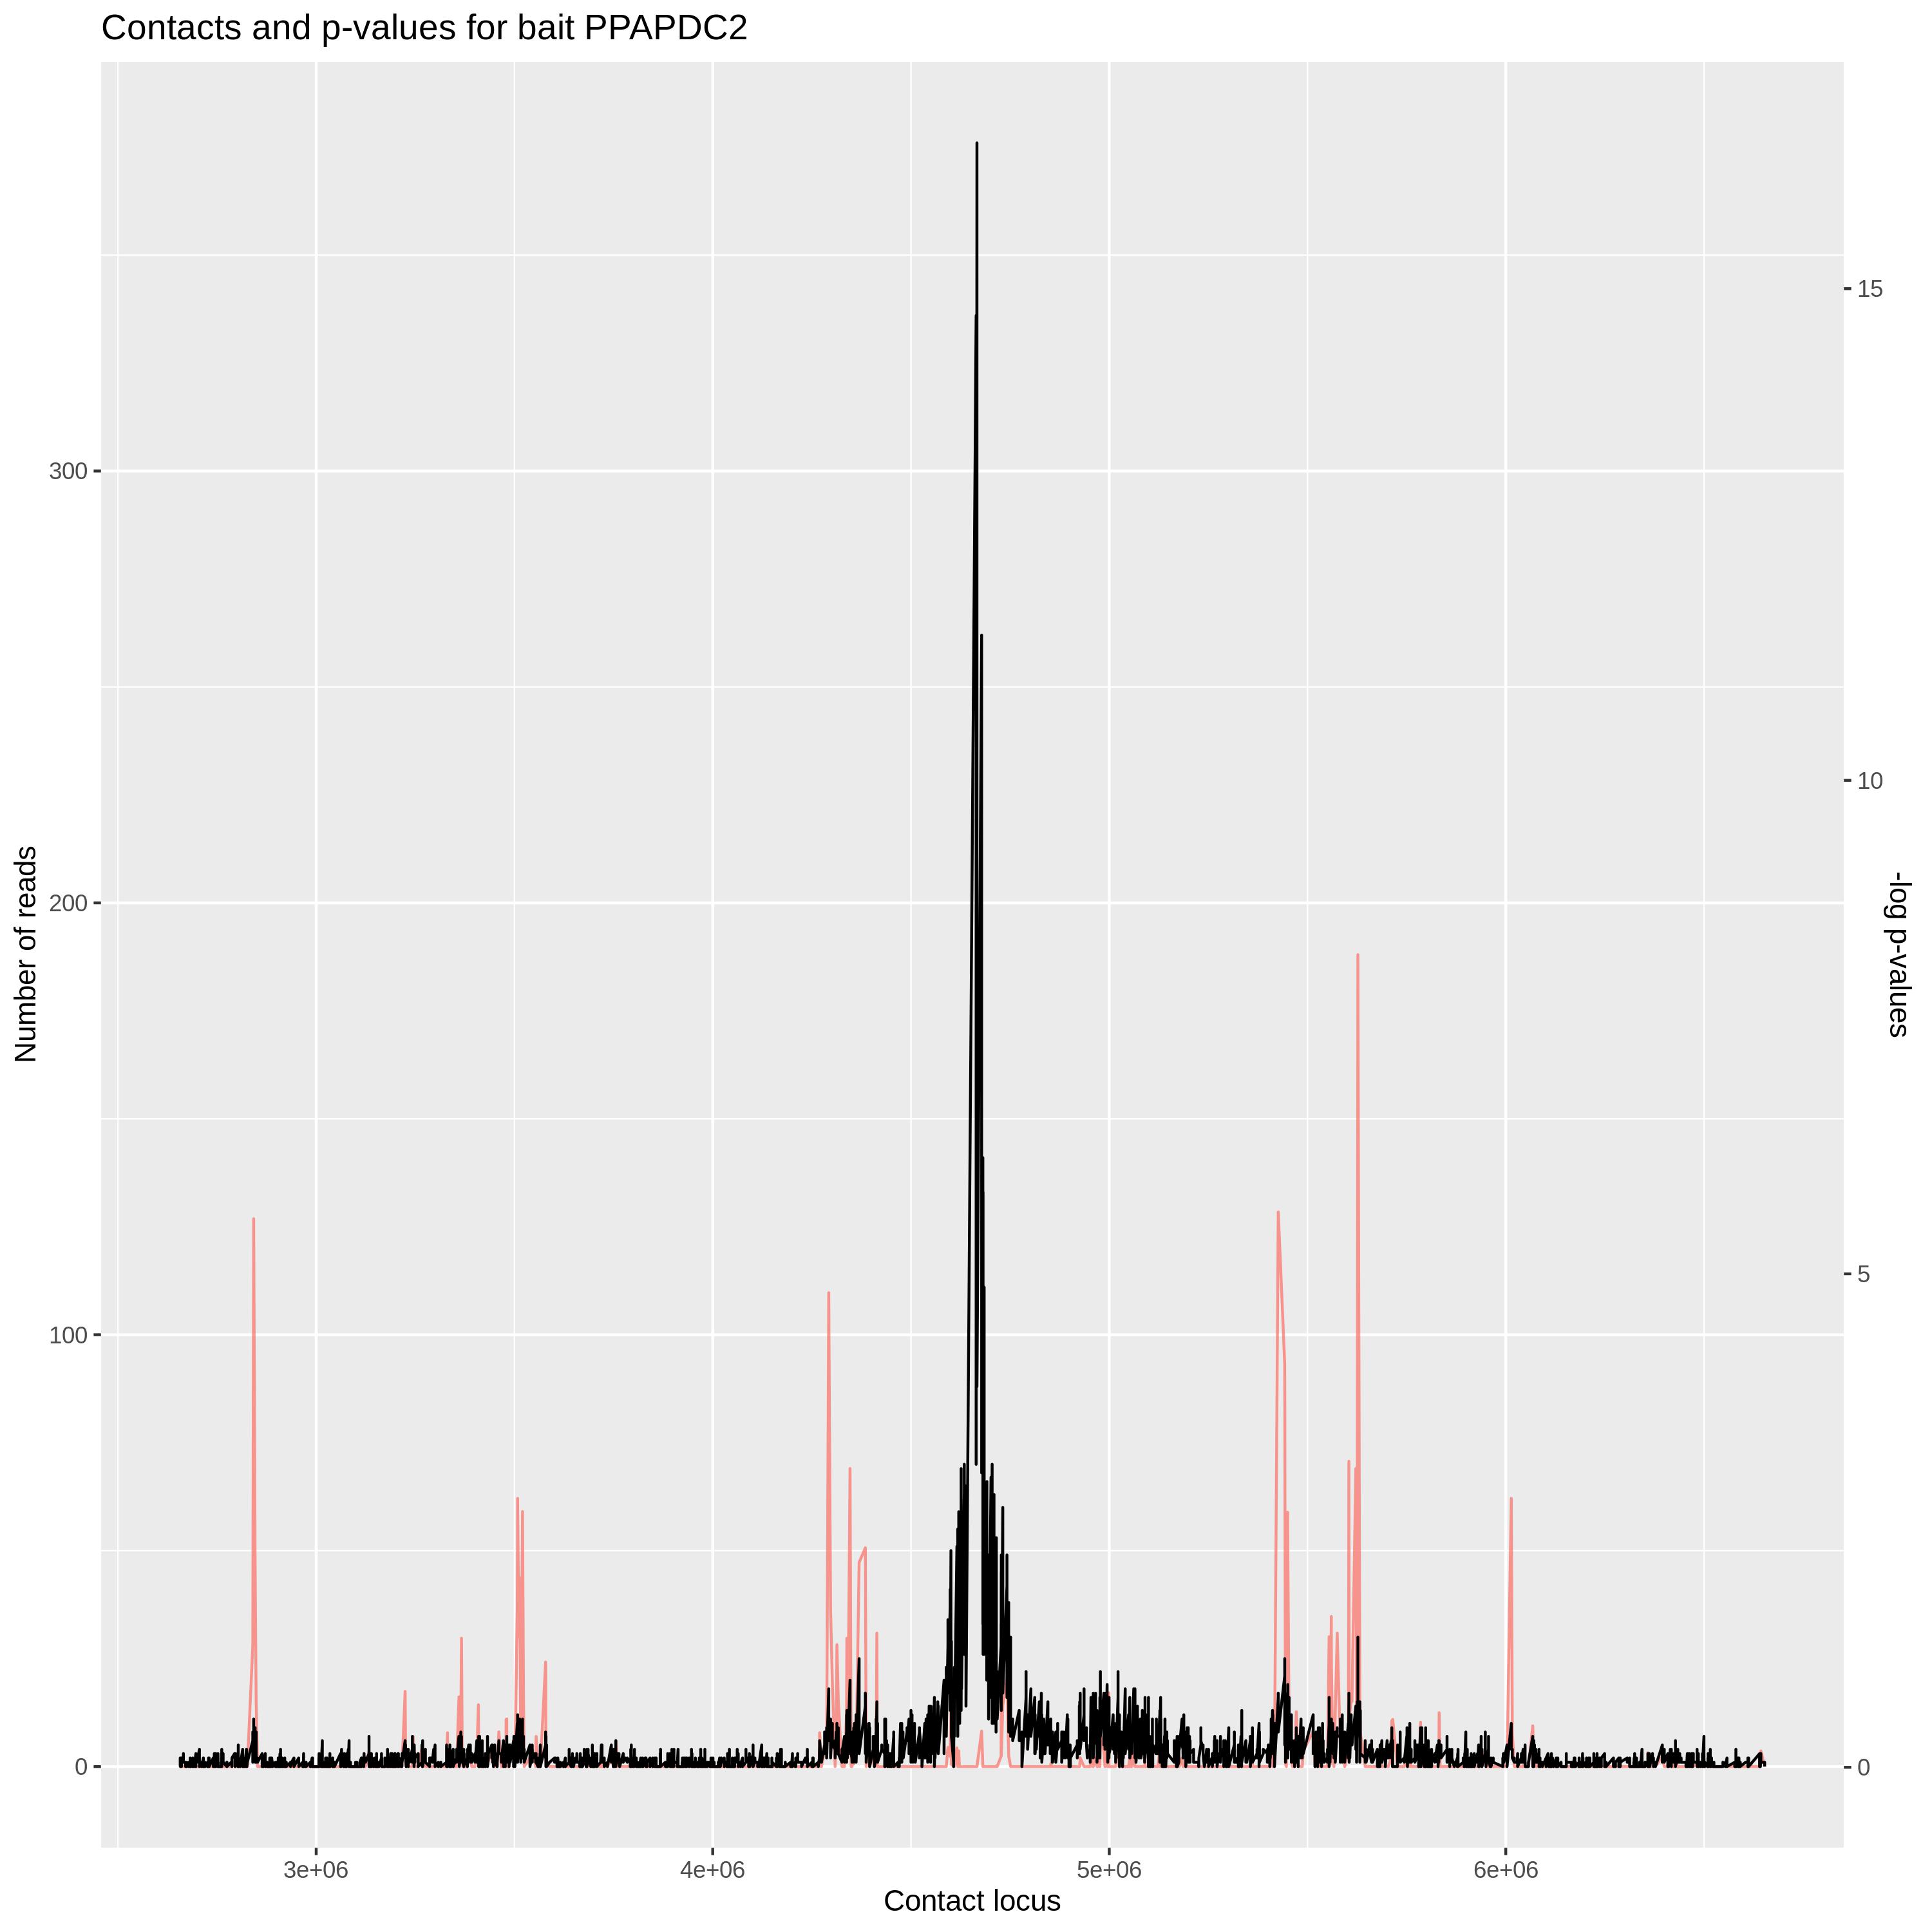 Contacts and p-values for bait PPAPDC2
Number of reads
300
200
100
0
15
10
5
0
-log p-values
3e+06
4e+06
5e+06
6e+06
Contact locus